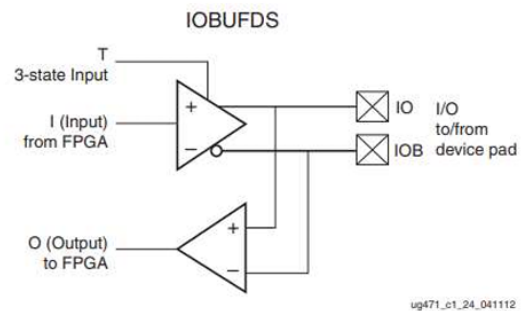 IOBUFDS
T
3-state Input
I (Input)
from FPGA
+
–
IO
IOB
I/O
to/from
device pad
O (Output)
to FPGA
+
–
ug471_c1_24_041112